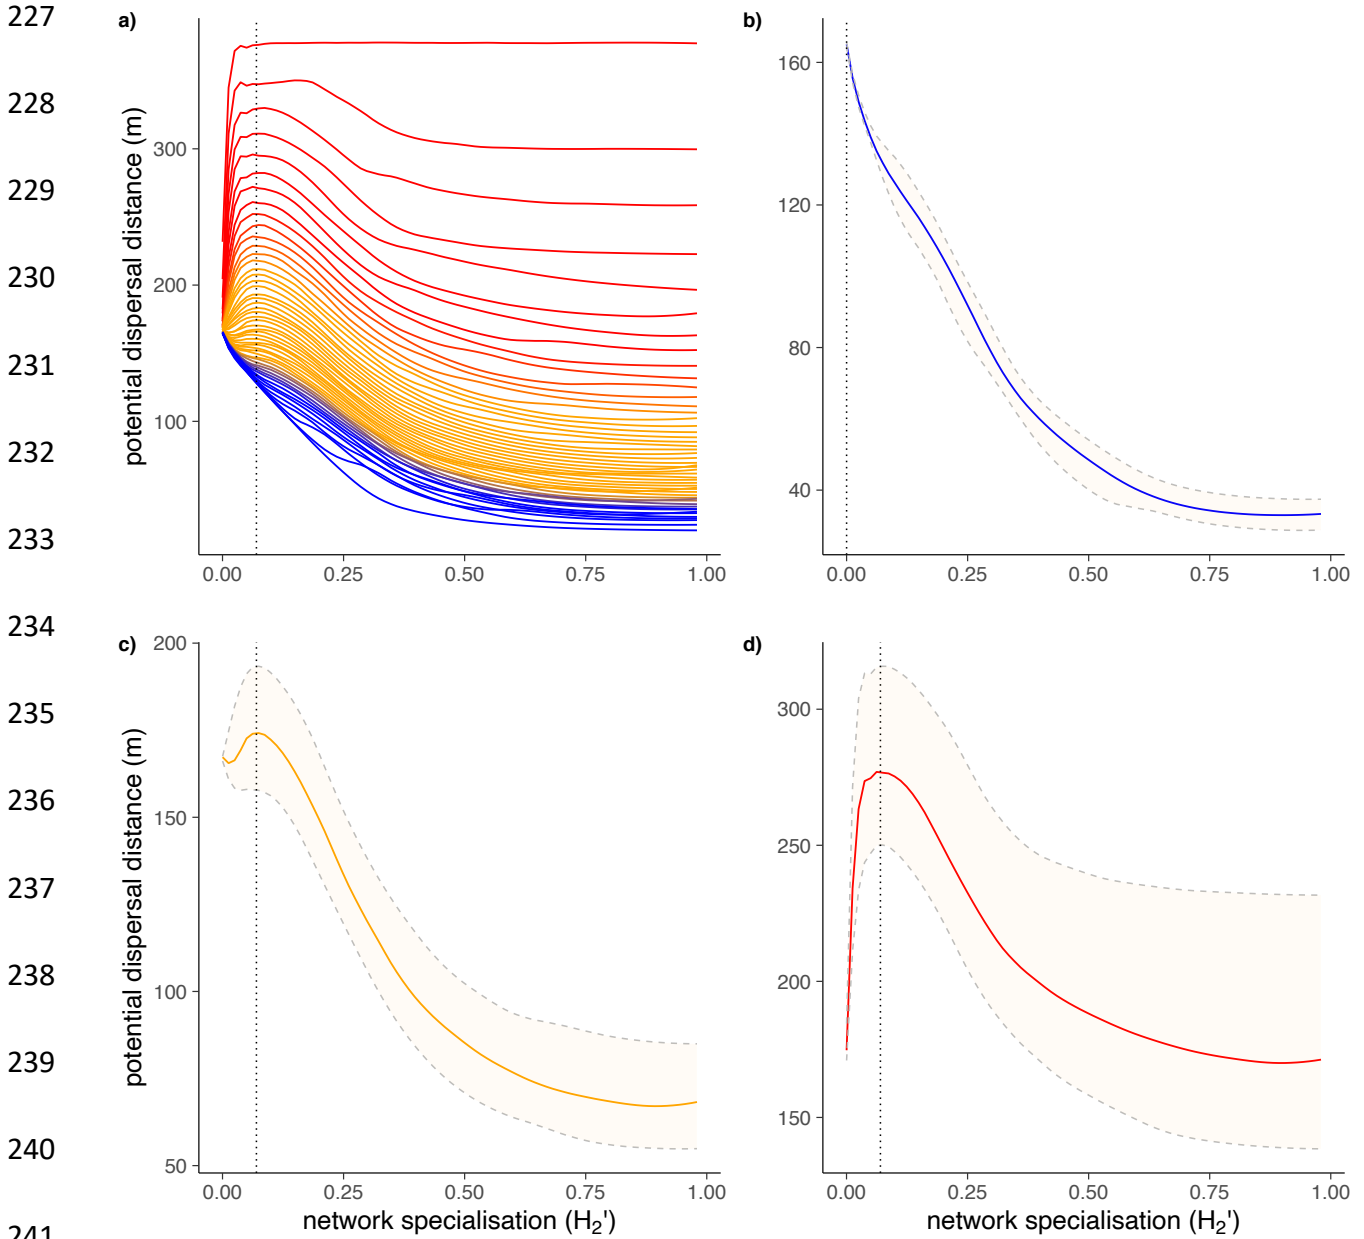 227
228
229
230
231
232
233
234
235
236
237
238
239
240
241
a)
potential dispersal distance (m)
300
200
100
0.00 0.25 0.50 0.75 1.00
b)
160
120
80
40
0.00 0.25 0.50 0.75 1.00
c)
potential dispersal distance (m)
200
150
100
50
0.00 0.25 0.50 0.75 1.00
network specialisation (H₂')
d)
300
250
200
150
0.00 0.25 0.50 0.75 1.00
network specialisation (H₂')